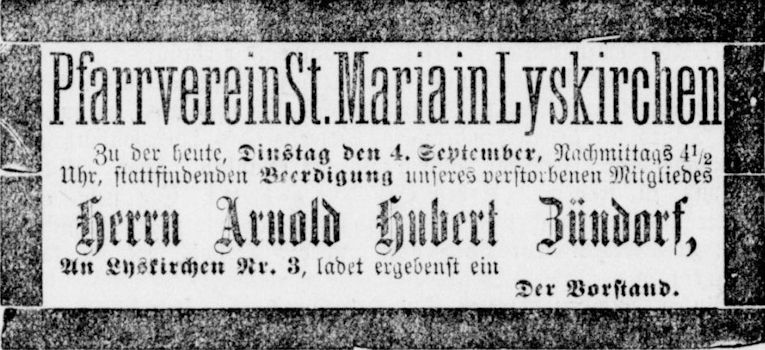 Pfarrverein St. Maria in Lyskirchen
Zu der heute, Dinstag den 4. September, Nachmittags 4½
Uhr, stattfindenden Beerdigung unseres verstorbenen Mitgliedes
Herrn Arnold Hubert Zündorf,
An Lyskirchen Nr. 3, ladet ergebenst ein
Der Vorstand.